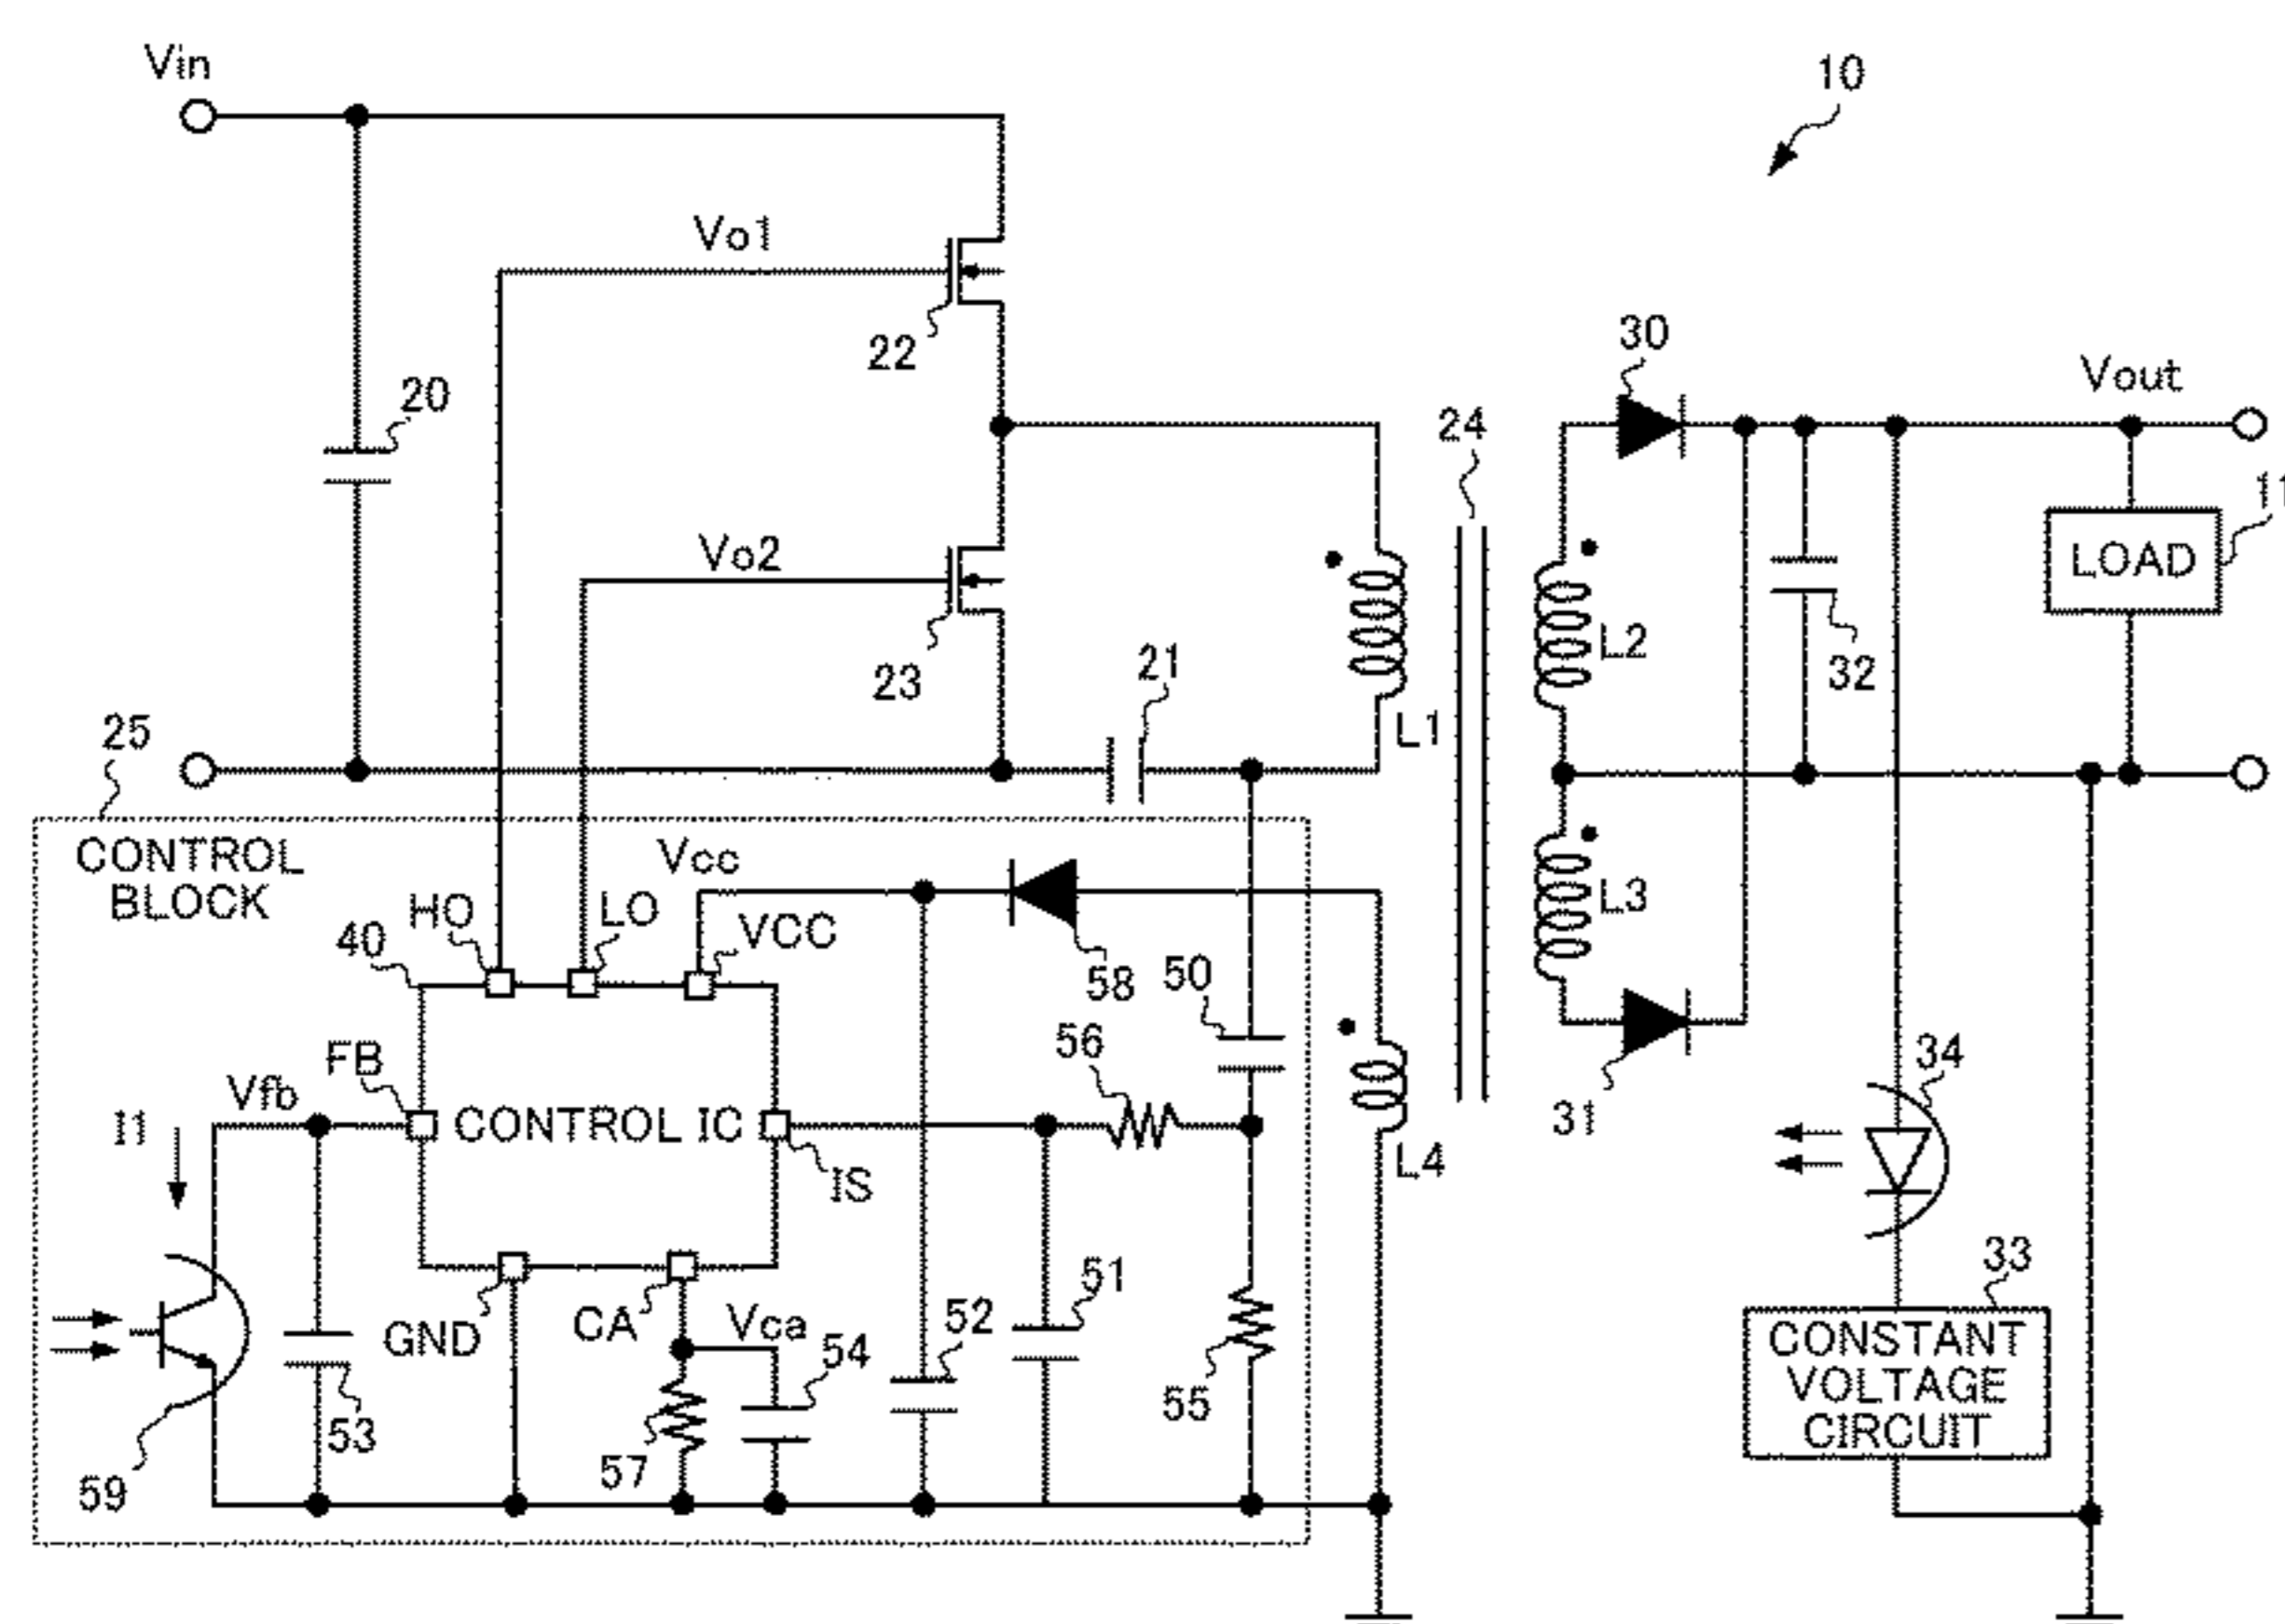 Vin
10
Vo1
22
30
Vout
20
24
11
LOAD
Vo2
L2
21
23
32
25
L1
CONTROL
BLOCK
Vcc
HO
LO
VCC
L3
40
58
50
56
34
FB
Vfb
I1
CONTROL IC
31
IS
L4
33
51
GND
CA
Vca
54
52
CONSTANT
VOLTAGE
CIRCUIT
55
53
57
59